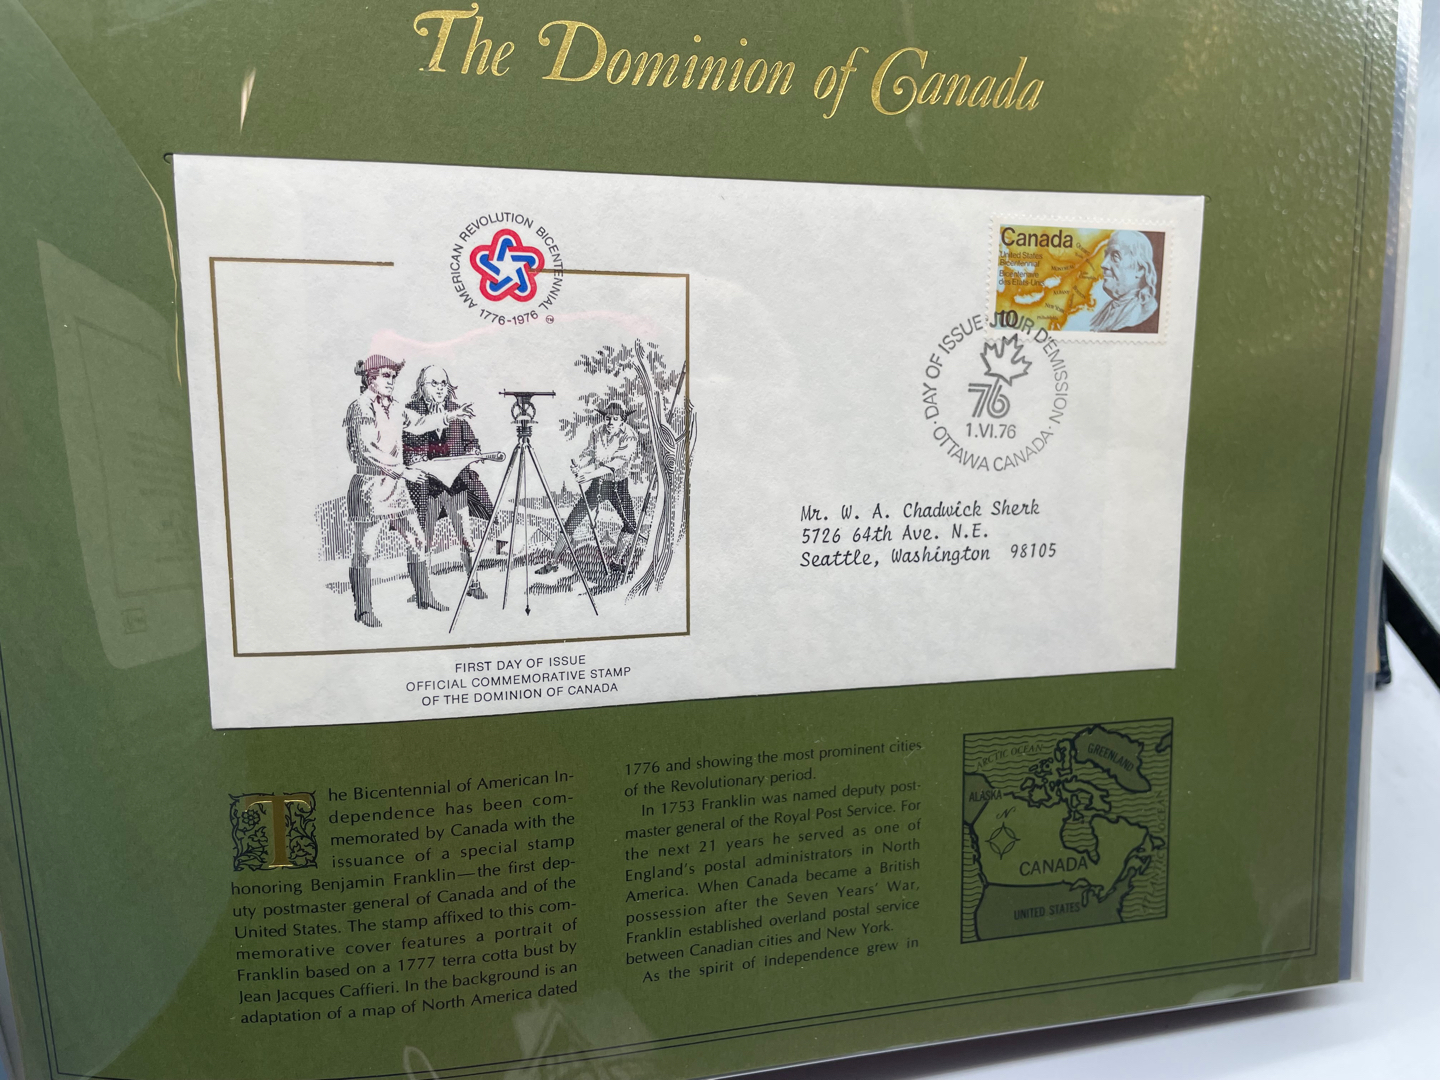 The Dominion of Canada
AMERICAN REVOLUTION BICENTENNIAL
1776-1976
Canada
United States
Bicentennial
Bicentenaire
des États-Unis
10
DAY OF ISSUE JOUR D'ÉMISSION
76
1.VI.76
OTTAWA CANADA
Mr. W. A. Chadwick Sherk
5726 64th Ave. N.E.
Seattle, Washington 98105
FIRST DAY OF ISSUE
OFFICIAL COMMEMORATIVE STAMP
OF THE DOMINION OF CANADA
The Bicentennial of American In-
dependence has been com-
memorated by Canada with the
issuance of a special stamp
honoring Benjamin Franklin—the first dep-
uty postmaster general of Canada and of the
United States. The stamp affixed to this com-
memorative cover features a portrait of
Franklin based on a 1777 terra cotta bust by
Jean Jacques Caffieri. In the background is an
adaptation of a map of North America dated
1776 and showing the most prominent cities
of the Revolutionary period.
In 1753 Franklin was named deputy post-
master general of the Royal Post Service. For
the next 21 years he served as one of
England's postal administrators in North
America. When Canada became a British
possession after the Seven Years' War,
Franklin established overland postal service
between Canadian cities and New York.
As the spirit of independence grew in
ARCTIC OCEAN
GREENLAND
ALASKA
N
CANADA
UNITED STATES